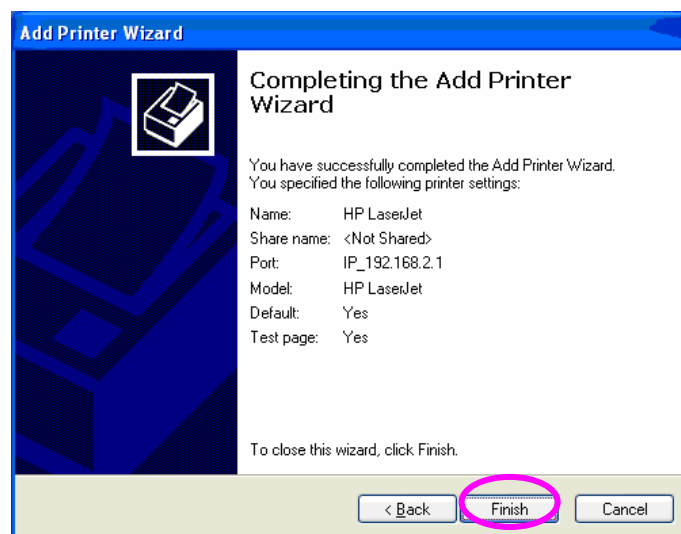 Add Printer Wizard
Completing the Add Printer
Wizard
You have successfully completed the Add Printer Wizard.
You specified the following printer settings:
Name: HP LaserJet
Share name: <Not Shared>
Port: IP_192.168.2.1
Model: HP LaserJet
Default: Yes
Test page: Yes
To close this wizard, click Finish.
< Back Finish Cancel